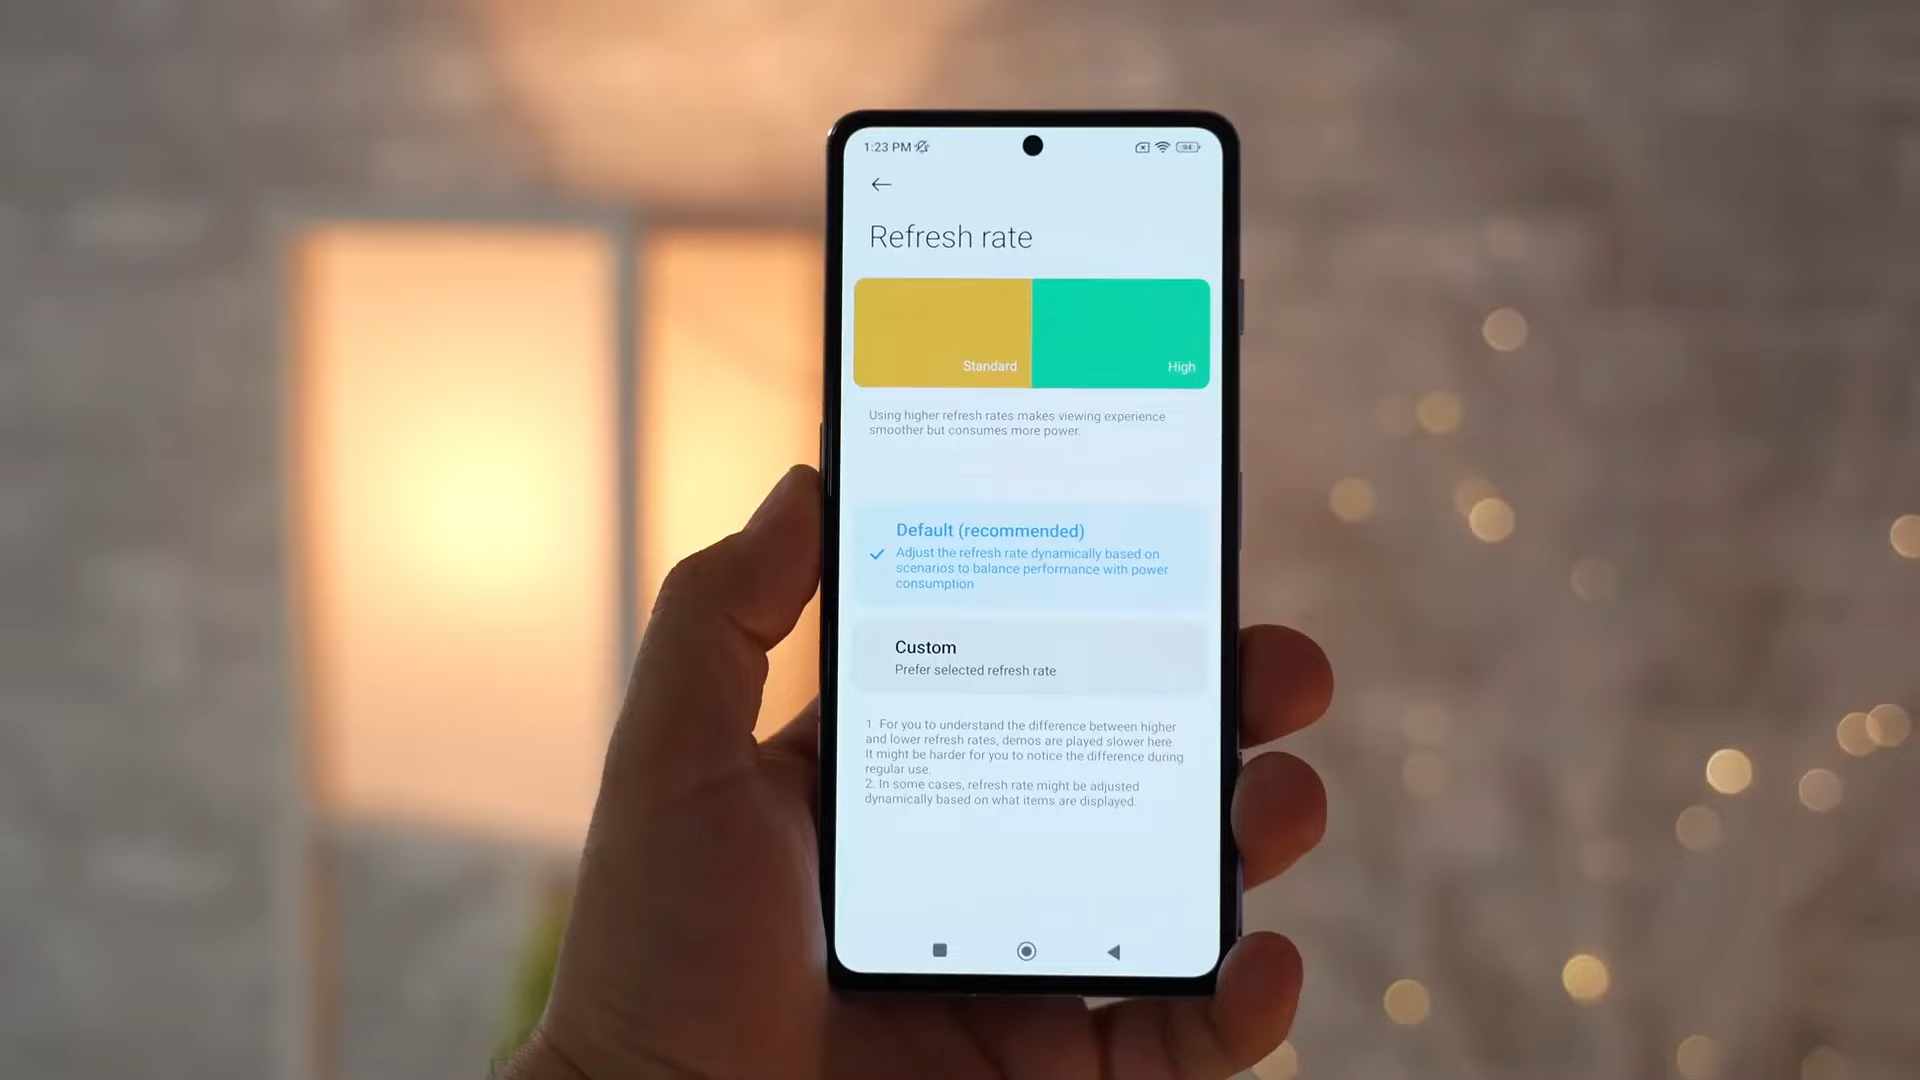 1:23 PM
94
Refresh rate
Standard
High
Using higher refresh rates makes viewing experience
smoother but consumes more power.
Default (recommended)
Adjust the refresh rate dynamically based on
scenarios to balance performance with power
consumption
Custom
Prefer selected refresh rate
1. For you to understand the difference between higher
and lower refresh rates, demos are played slower here.
It might be harder for you to notice the difference during
regular use.
2. In some cases, refresh rate might be adjusted
dynamically based on what items are displayed.